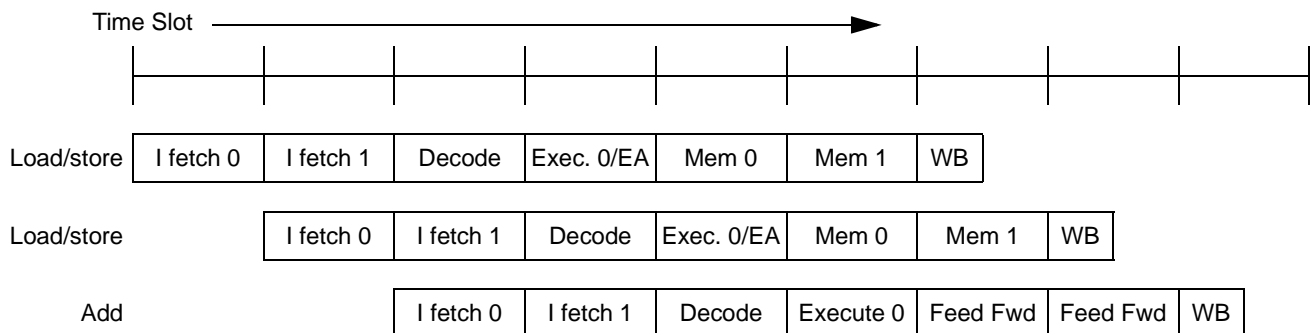 Time Slot
Load/store I fetch 0 I fetch 1 Decode Exec. 0/EA Mem 0 Mem 1 WB
Load/store I fetch 0 I fetch 1 Decode Exec. 0/EA Mem 0 Mem 1 WB
Add I fetch 0 I fetch 1 Decode Execute 0 Feed Fwd Feed Fwd WB